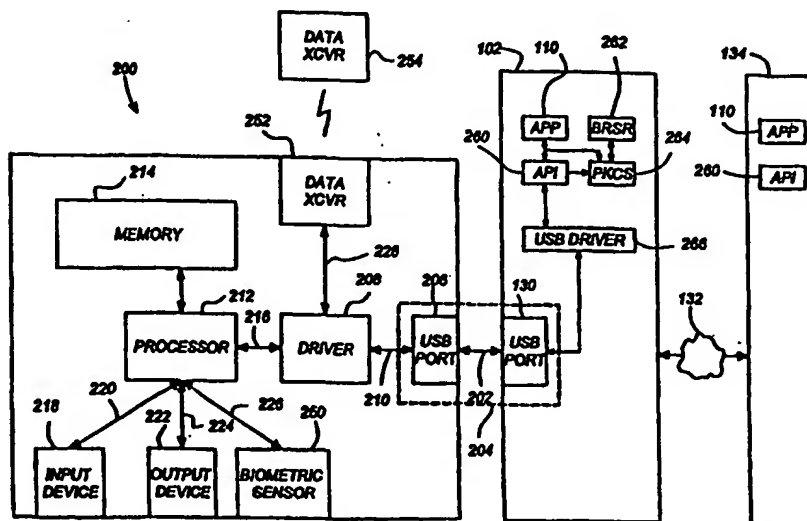 DATA
XCVR
254
200
252
DATA
XCVR
214
MEMORY
228
212
208
PROCESSOR
216
DRIVER
206
USB
PORT
210
220
224
226
218
222
250
INPUT
DEVICE
OUTPUT
DEVICE
BIOMETRIC
SENSOR
130
USB
PORT
202
204
102
110
262
APP
BRSR
260
API
PKCS
264
USB DRIVER
266
132
134
110
APP
260
API